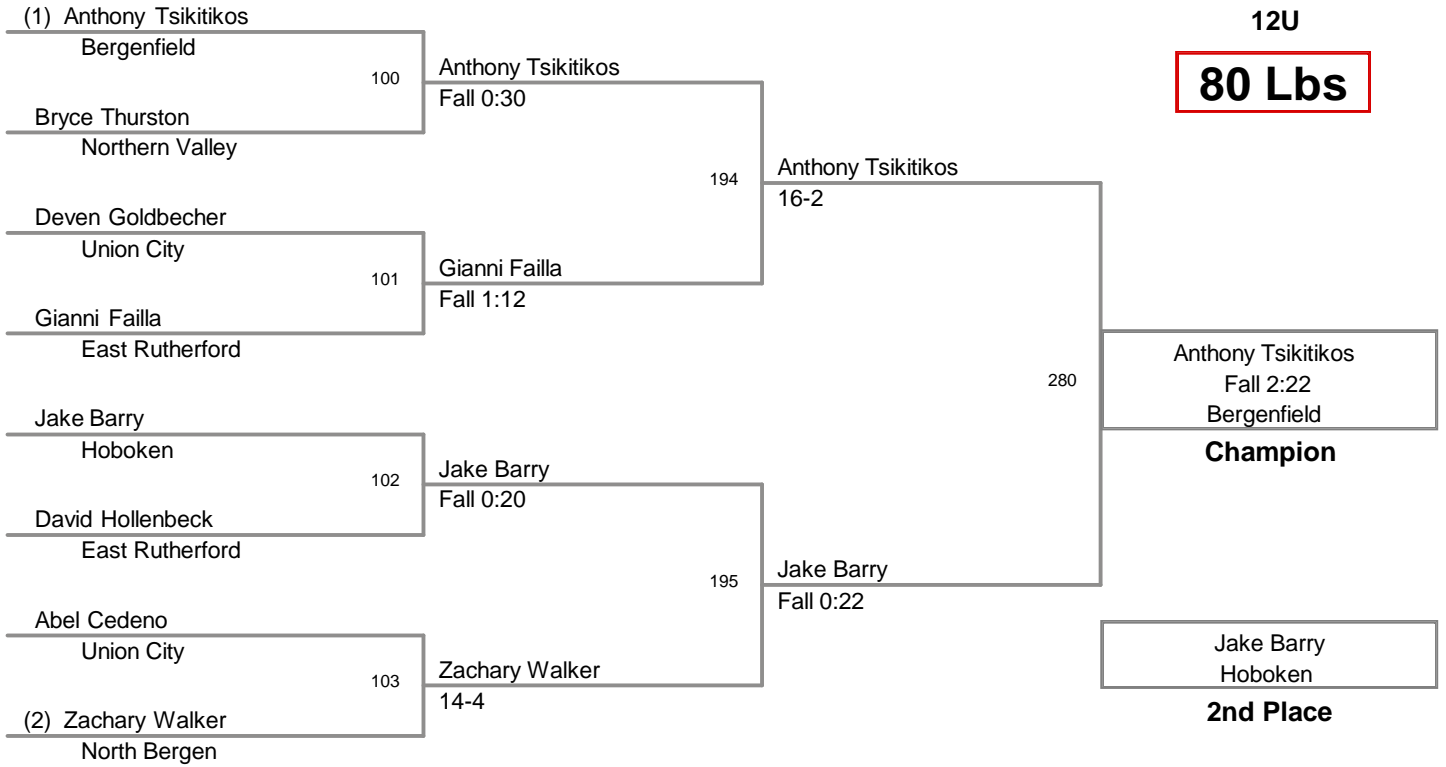 (1) Anthony Tsikitikos
Bergenfield
100
Bryce Thurston
Northern Valley
Deven Goldbecher
Union City
101
Gianni Failla
East Rutherford
Jake Barry
Hoboken
102
David Hollenbeck
East Rutherford
Abel Cedeno
Union City
103
(2) Zachary Walker
North Bergen
Anthony Tsikitikos
Fall 0:30
194
Gianni Failla
Fall 1:12
Jake Barry
Fall 0:20
195
Zachary Walker
14-4
Anthony Tsikitikos
16-2
280
Jake Barry
Fall 0:22
12U
80 Lbs
Anthony Tsikitikos
Fall 2:22
Bergenfield
Champion
Jake Barry
Hoboken
2nd Place